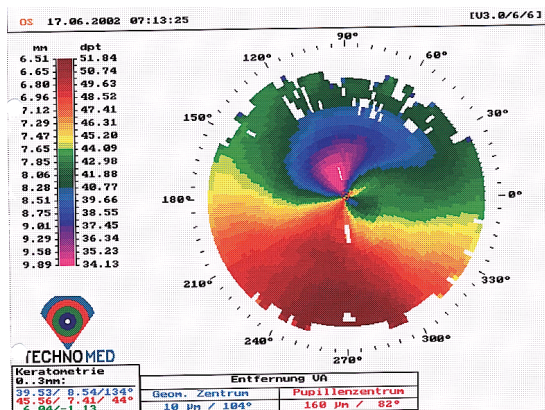 OS 17.06.2002 07:13:25 [V3.0/6/6]
mm dpt
6.51 51.84
6.65 50.74
6.80 49.63
6.96 48.52
7.12 47.41
7.29 46.31
7.47 45.20
7.65 44.09
7.85 42.98
8.06 41.88
8.28 40.77
8.51 39.66
8.75 38.55
9.01 37.45
9.29 36.34
9.58 35.23
9.89 34.13
90°
120° 60°
150° 30°
180° 0°
210° 330°
240° 300°
270°
TECHNOMED
Keratometrie
0..3mm:
39.53/ 8.54/134°
45.56/ 7.41/ 44°
6.04/-1.13
Entfernung VA
Geom. Zentrum Pupillenzentrum
10 µm / 104° 160 µm / 82°